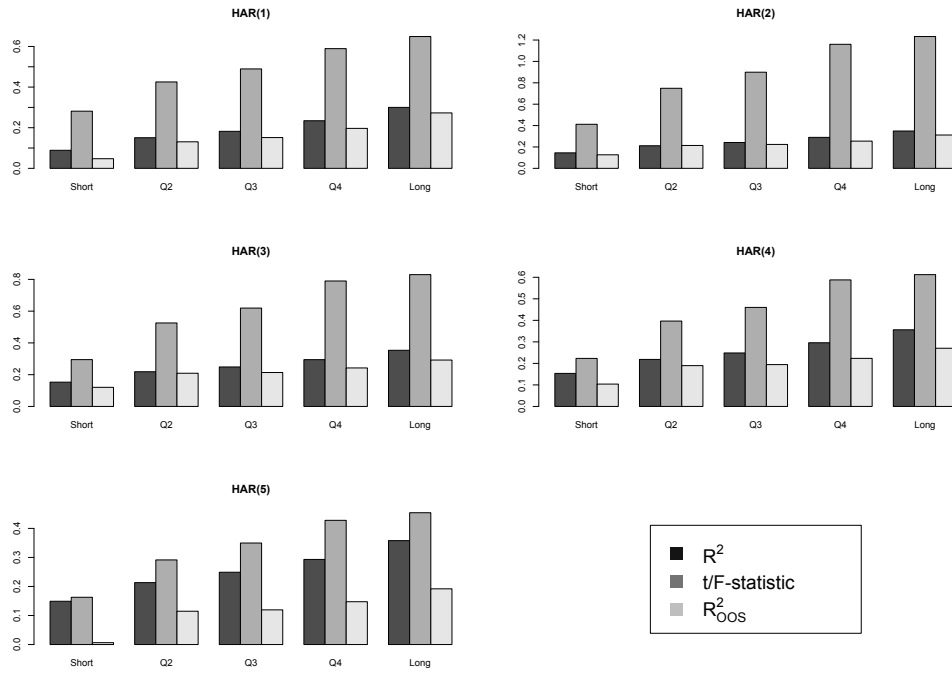 HAR(1)
0.0 0.2 0.4 0.6
Short Q2 Q3 Q4 Long
HAR(2)
0.0 0.2 0.4 0.6 0.8 1.0 1.2
Short Q2 Q3 Q4 Long
HAR(3)
0.0 0.2 0.4 0.6 0.8
Short Q2 Q3 Q4 Long
HAR(4)
0.0 0.1 0.2 0.3 0.4 0.5 0.6
Short Q2 Q3 Q4 Long
HAR(5)
0.0 0.1 0.2 0.3 0.4
Short Q2 Q3 Q4 Long
R²
t/F-statistic
R²OOS